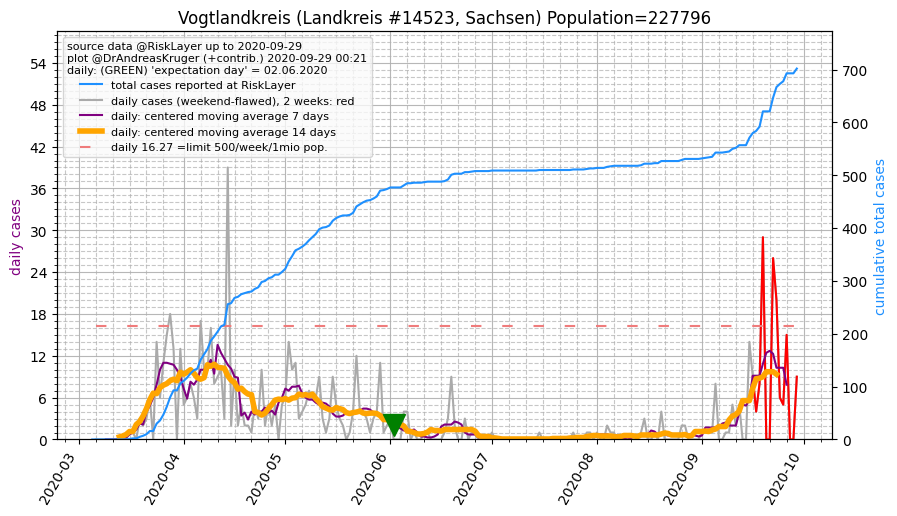 Vogtlandkreis (Landkreis #14523, Sachsen) Population=227796
source data @RiskLayer up to 2020-09-29
plot @DrAndreasKruger (+contrib.) 2020-09-29 00:21
daily: (GREEN) 'expectation day' = 02.06.2020
total cases reported at RiskLayer
daily cases (weekend-flawed), 2 weeks: red
daily: centered moving average 7 days
daily: centered moving average 14 days
daily 16.27 =limit 500/week/1mio pop.
daily cases
54
48
42
36
30
24
18
12
6
0
cumulative total cases
700
600
500
400
300
200
100
0
2020-03
2020-04
2020-05
2020-06
2020-07
2020-08
2020-09
2020-10